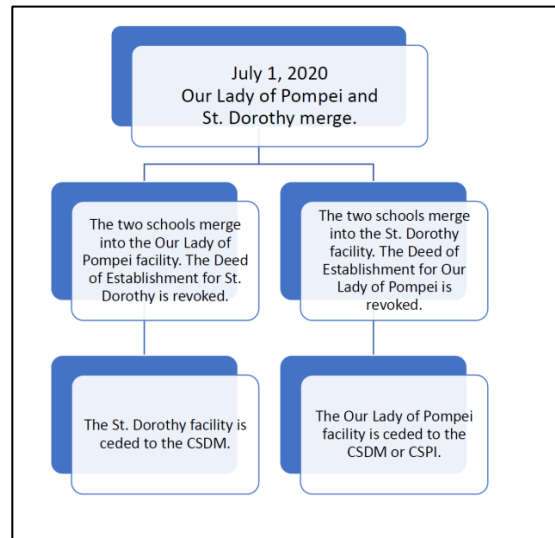 July 1, 2020
Our Lady of Pompei and
St. Dorothy merge.
The two schools merge
into the Our Lady of
Pompei facility. The Deed
of Establishment for St.
Dorothy is revoked.
The two schools merge
into the St. Dorothy
facility. The Deed of
Establishment for Our
Lady of Pompei is
revoked.
The St. Dorothy facility is
ceded to the CSDM.
The Our Lady of Pompei
facility is ceded to the
CSDM or CSPI.